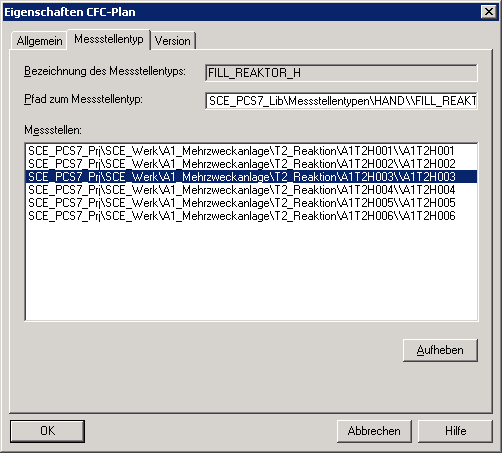 Eigenschaften CFC-Plan
Allgemein Messstellentyp Version
Bezeichnung des Messstellentyps: FILL_REAKTOR_H
Pfad zum Messstellentyp: SCE_PCS7_Lib\Messstellentypen\HAND\\FILL_REAKT
Messstellen:
SCE_PCS7_Prj\SCE_Werk\A1_Mehrzweckanlage\T2_Reaktion\A1T2H001\\A1T2H001
SCE_PCS7_Prj\SCE_Werk\A1_Mehrzweckanlage\T2_Reaktion\A1T2H002\\A1T2H002
SCE_PCS7_Prj\SCE_Werk\A1_Mehrzweckanlage\T2_Reaktion\A1T2H003\\A1T2H003
SCE_PCS7_Prj\SCE_Werk\A1_Mehrzweckanlage\T2_Reaktion\A1T2H004\\A1T2H004
SCE_PCS7_Prj\SCE_Werk\A1_Mehrzweckanlage\T2_Reaktion\A1T2H005\\A1T2H005
SCE_PCS7_Prj\SCE_Werk\A1_Mehrzweckanlage\T2_Reaktion\A1T2H006\\A1T2H006
Aufheben
OK Abbrechen Hilfe